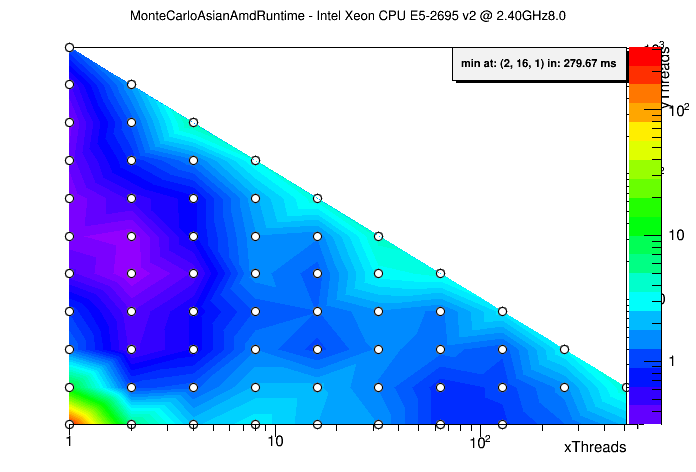 MonteCarloAsianAmdRuntime - Intel Xeon CPU E5-2695 v2 @ 2.40GHz8.0
min at: (2, 16, 1) in: 279.67 ms
10³
yThreads
10²
10
1
1
10
10²
xThreads